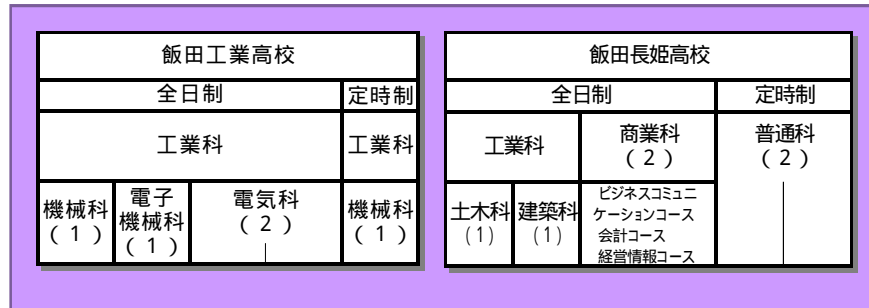 飯田工業高校
全日制
定時制
工業科
工業科
機械科
(1)
電子
機械科
(1)
電気科
(2)
機械科
(1)
飯田長姫高校
全日制
定時制
工業科
商業科
(2)
普通科
(2)
土木科
(1)
建築科
(1)
ビジネスコミュニ
ケーションコース
会計コース
経営情報コース